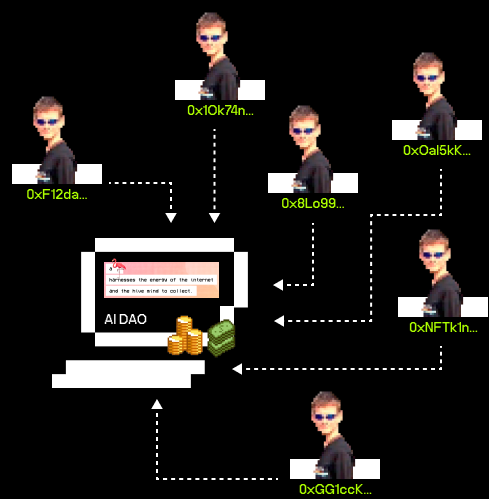 0x1Ok74n...
0xOal5kK...
0xF12da...
0x8Lo99...
a
harnesses the energy of the internet
and the hive mind to collect.
AI DAO
0xNFTk1n...
0xGG1ccK...